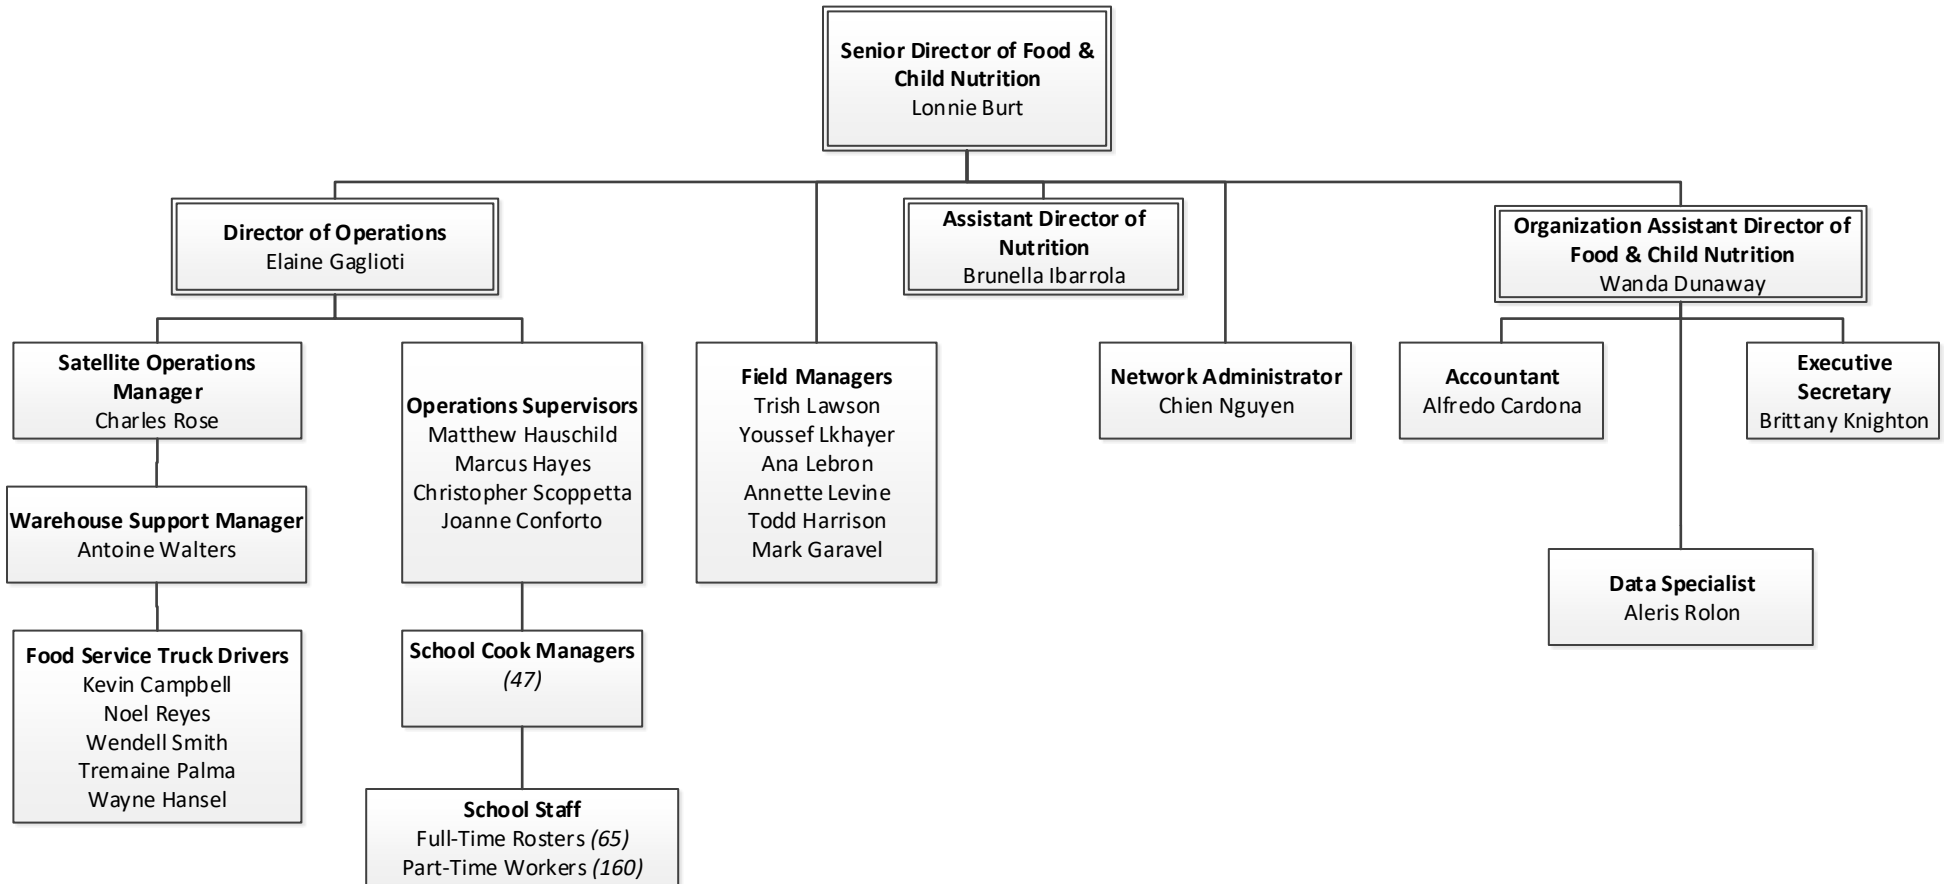 Senior Director of Food &
Child Nutrition
Lonnie Burt
Director of Operations
Elaine Gaglioti
Assistant Director of
Nutrition
Brunella Ibarrola
Organization Assistant Director of
Food & Child Nutrition
Wanda Dunaway
Satellite Operations
Manager
Charles Rose
Operations Supervisors
Matthew Hauschild
Marcus Hayes
Christopher Scoppetta
Joanne Conforto
Field Managers
Trish Lawson
Youssef Lkhayer
Ana Lebron
Annette Levine
Todd Harrison
Mark Garavel
Network Administrator
Chien Nguyen
Accountant
Alfredo Cardona
Executive
Secretary
Brittany Knighton
Warehouse Support Manager
Antoine Walters
Data Specialist
Aleris Rolon
Food Service Truck Drivers
Kevin Campbell
Noel Reyes
Wendell Smith
Tremaine Palma
Wayne Hansel
School Cook Managers
(47)
School Staff
Full-Time Rosters (65)
Part-Time Workers (160)